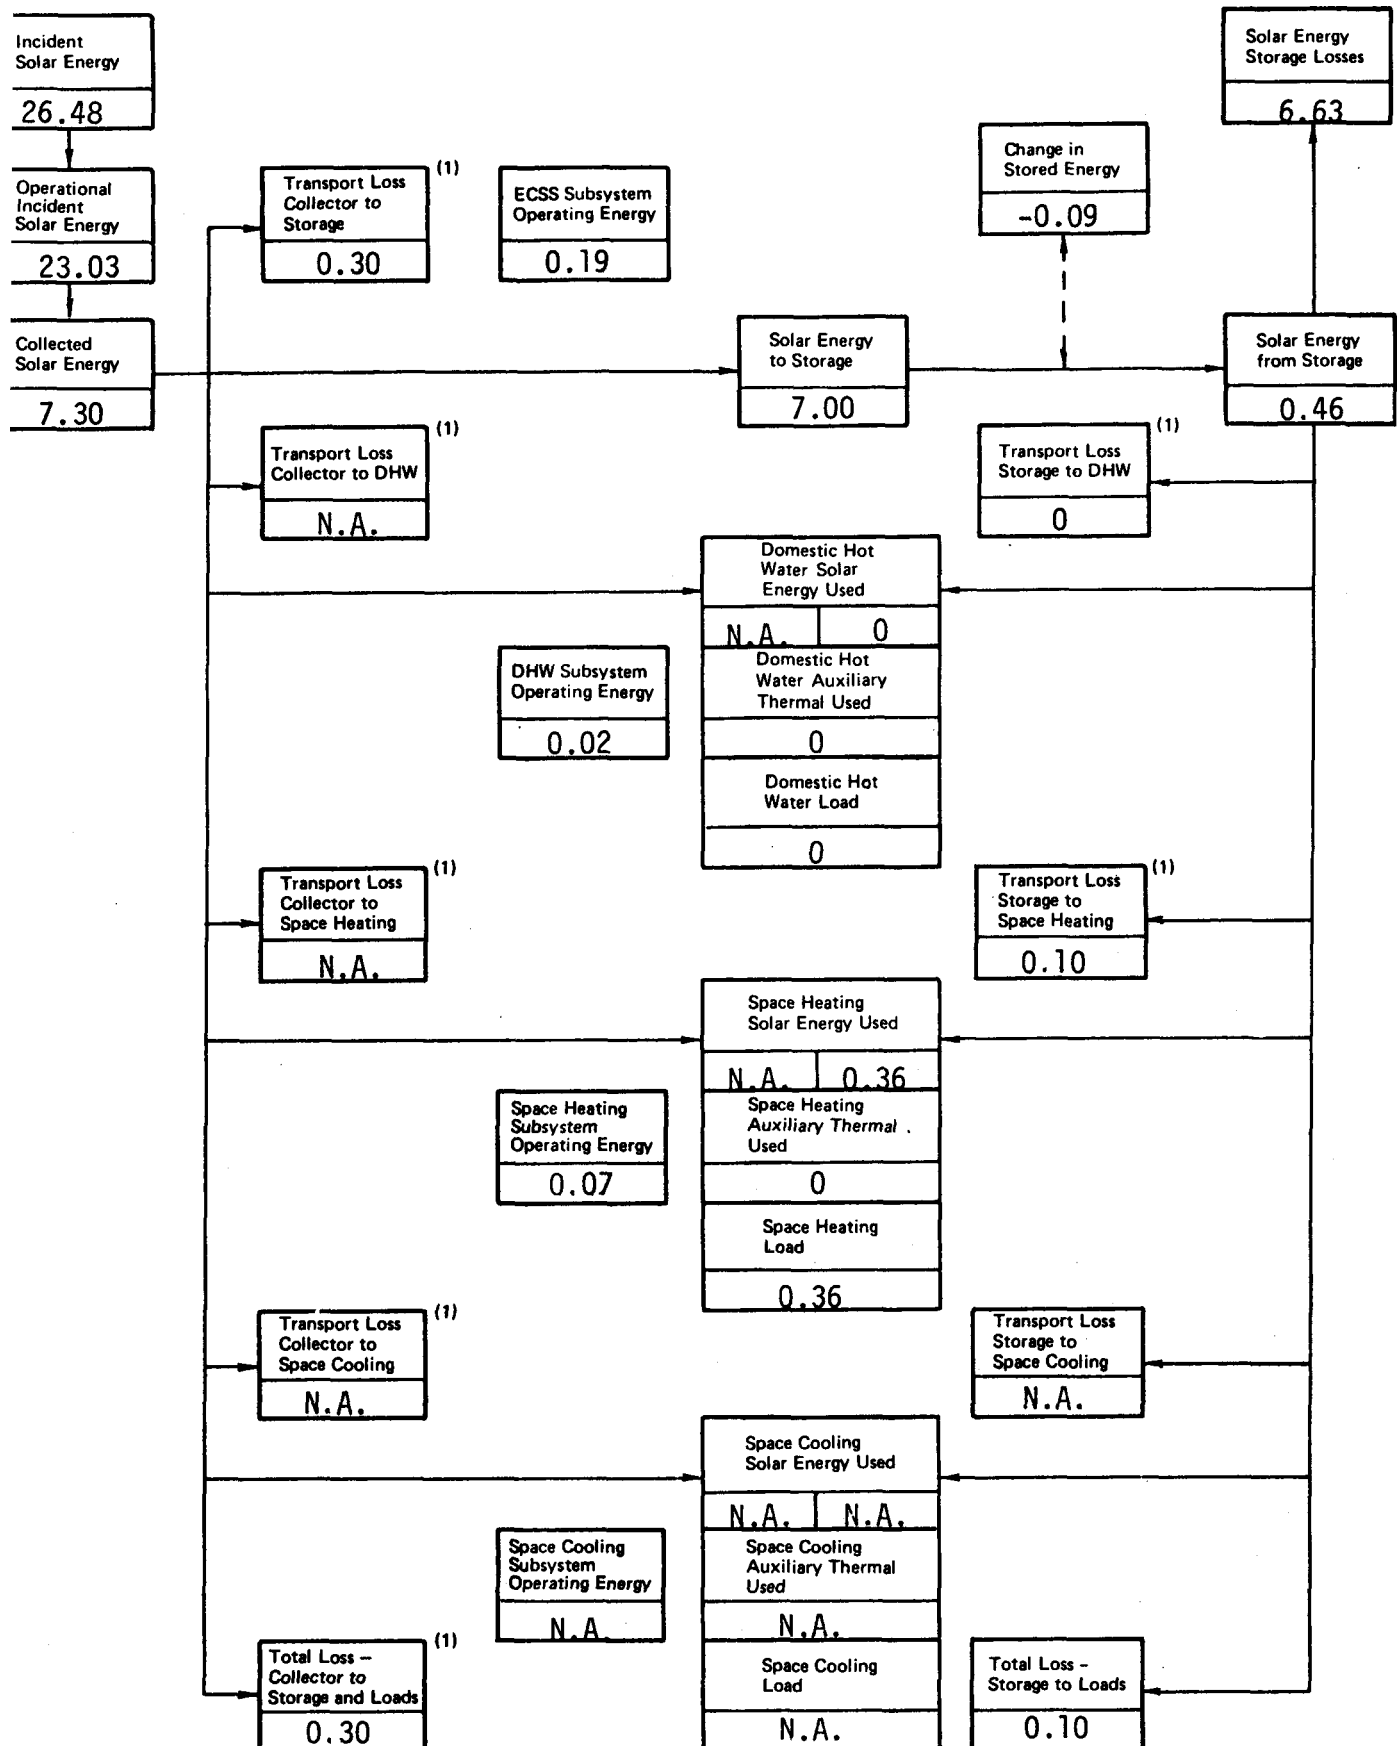 Incident
Solar Energy
26.48
Operational
Incident
Solar Energy
23.03
Collected
Solar Energy
7.30
Transport Loss
Collector to
Storage
0.30
(1)
ECSS Subsystem
Operating Energy
0.19
Change in
Stored Energy
-0.09
Solar Energy
Storage Losses
6.63
Solar Energy
to Storage
7.00
Solar Energy
from Storage
0.46
Transport Loss
Collector to DHW
N.A.
(1)
Transport Loss
Storage to DHW
0
(1)
Domestic Hot
Water Solar
Energy Used
N.A. 0
Domestic Hot
Water Auxiliary
Thermal Used
0
Domestic Hot
Water Load
0
DHW Subsystem
Operating Energy
0.02
Transport Loss
Collector to
Space Heating
N.A.
(1)
Transport Loss
Storage to
Space Heating
0.10
(1)
Space Heating
Solar Energy Used
N.A. 0.36
Space Heating
Auxiliary Thermal
Used
0
Space Heating
Load
0.36
Space Heating
Subsystem
Operating Energy
0.07
Transport Loss
Collector to
Space Cooling
N.A.
(1)
Transport Loss
Storage to
Space Cooling
N.A.
Space Cooling
Solar Energy Used
N.A. N.A.
Space Cooling
Auxiliary Thermal
Used
N.A.
Space Cooling
Load
N.A.
Space Cooling
Subsystem
Operating Energy
N.A.
Total Loss –
Collector to
Storage and Loads
0.30
(1)
Total Loss -
Storage to Loads
0.10